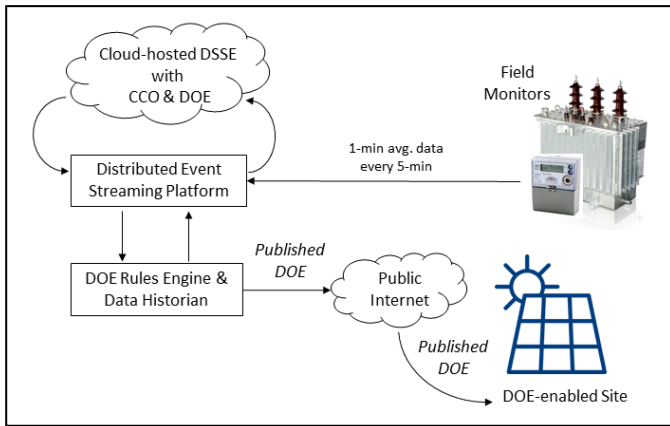 Cloud-hosted DSSE
with
CCO & DOE
Field
Monitors
1-min avg. data
every 5-min
Distributed Event
Streaming Platform
DOE Rules Engine &
Data Historian
Published
DOE
Public
Internet
Published
DOE
DOE-enabled Site